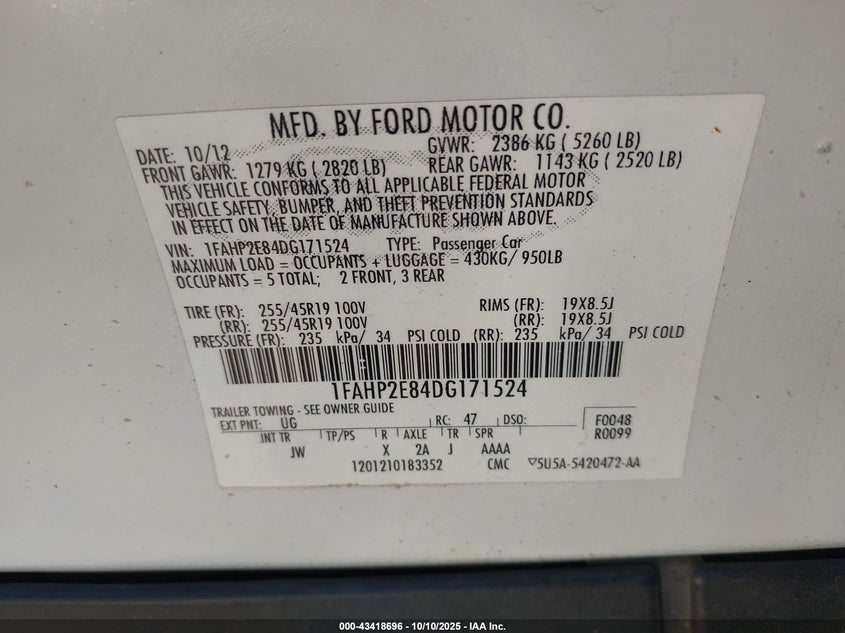 MFD. BY FORD MOTOR CO.
DATE: 10/12 GVWR: 2386 KG ( 5260 LB)
FRONT GAWR: 1279 KG ( 2820 LB) REAR GAWR: 1143 KG ( 2520 LB)
THIS VEHICLE CONFORMS TO ALL APPLICABLE FEDERAL MOTOR
VEHICLE SAFETY, BUMPER, AND THEFT PREVENTION STANDARDS
IN EFFECT ON THE DATE OF MANUFACTURE SHOWN ABOVE.
VIN: 1FAHP2E84DG171524 TYPE: Passenger Car
MAXIMUM LOAD = OCCUPANTS + LUGGAGE = 430KG/ 950LB
OCCUPANTS = 5 TOTAL; 2 FRONT, 3 REAR
TIRE (FR): 255/45R19 100V RIMS (FR): 19X8.5J
(RR): 255/45R19 100V (RR): 19X8.5J
PRESSURE (FR): 235 kPa/ 34 PSI COLD (RR): 235 kPa/ 34 PSI COLD
1FAHP2E84DG171524
TRAILER TOWING - SEE OWNER GUIDE
EXT PNT: UG RC: 47 DSO: F0048
R0099
INT TR TP/PS R AXLE TR SPR
JW X 2A J AAAA
1201210183352 CMC ▽5U5A-5420472-AA
000-43418696 - 10/10/2025 - IAA Inc.